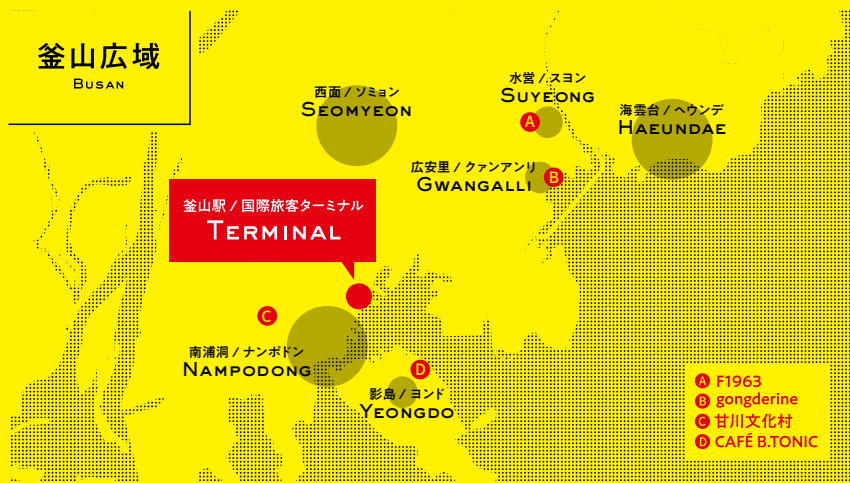 釜山広域
BUSAN
西面 / ソミョン
SEOMYEON
水営 / スヨン
SUYEONG
A
海雲台 / ヘウンデ
HAEUNDAE
広安里 / クァンアンリ
GWANGALLI
B
釜山駅 / 国際旅客ターミナル
TERMINAL
C
南浦洞 / ナンポドン
NAMPODONG
D
影島 / ヨンド
YEONGDO
A F1963
B gongderine
C 甘川文化村
D CAFÉ B.TONIC